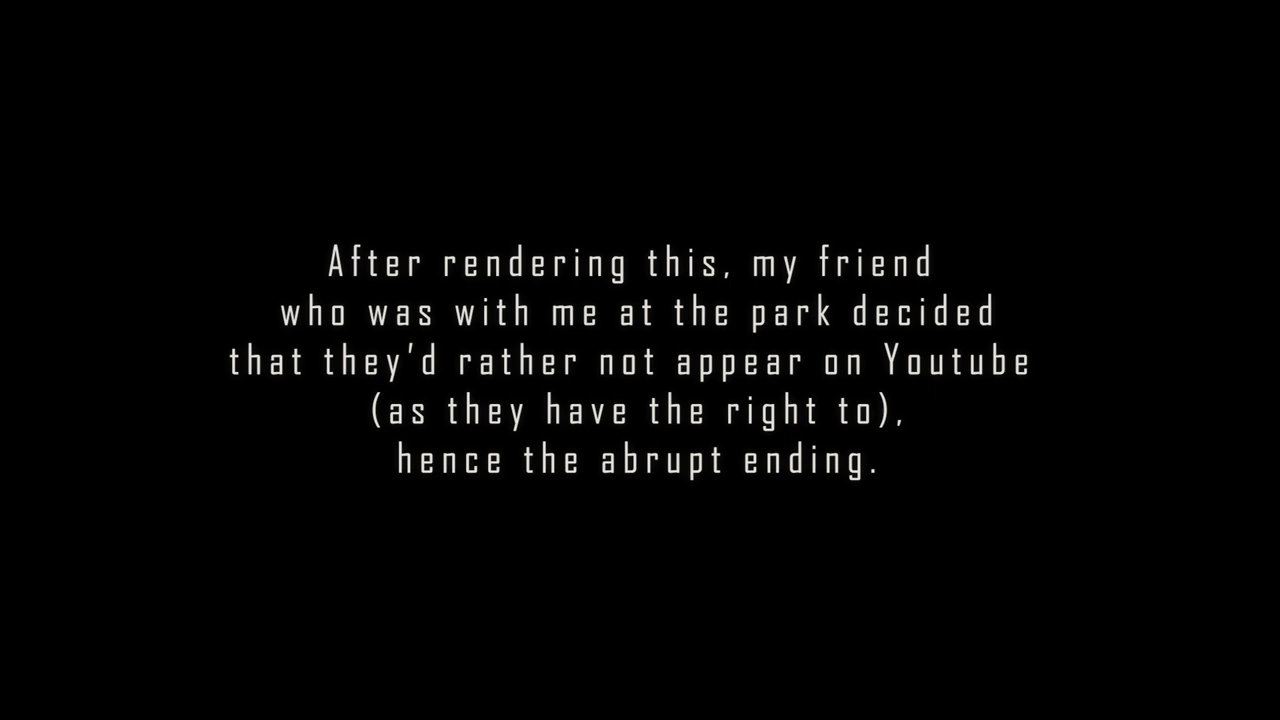 After rendering this, my friend
who was with me at the park decided
that they'd rather not appear on Youtube
(as they have the right to),
hence the abrupt ending.